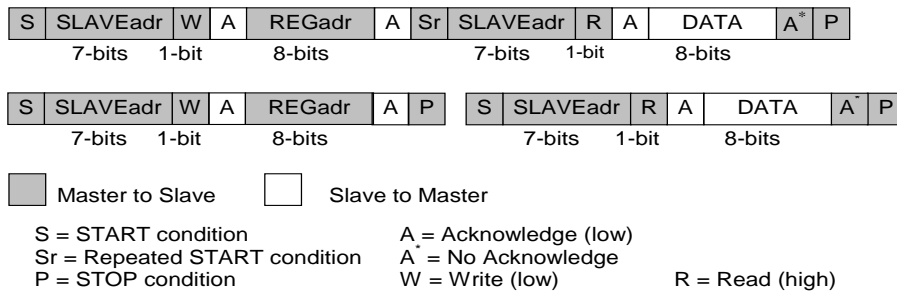 S SLAVEadr W A REGadr A Sr SLAVEadr R A DATA A* P
7-bits 1-bit 8-bits 7-bits 1-bit 8-bits
S SLAVEadr W A REGadr A P S SLAVEadr R A DATA A* P
7-bits 1-bit 8-bits 7-bits 1-bit 8-bits
Master to Slave Slave to Master
S = START condition A = Acknowledge (low)
Sr = Repeated START condition A* = No Acknowledge
P = STOP condition W = Write (low) R = Read (high)